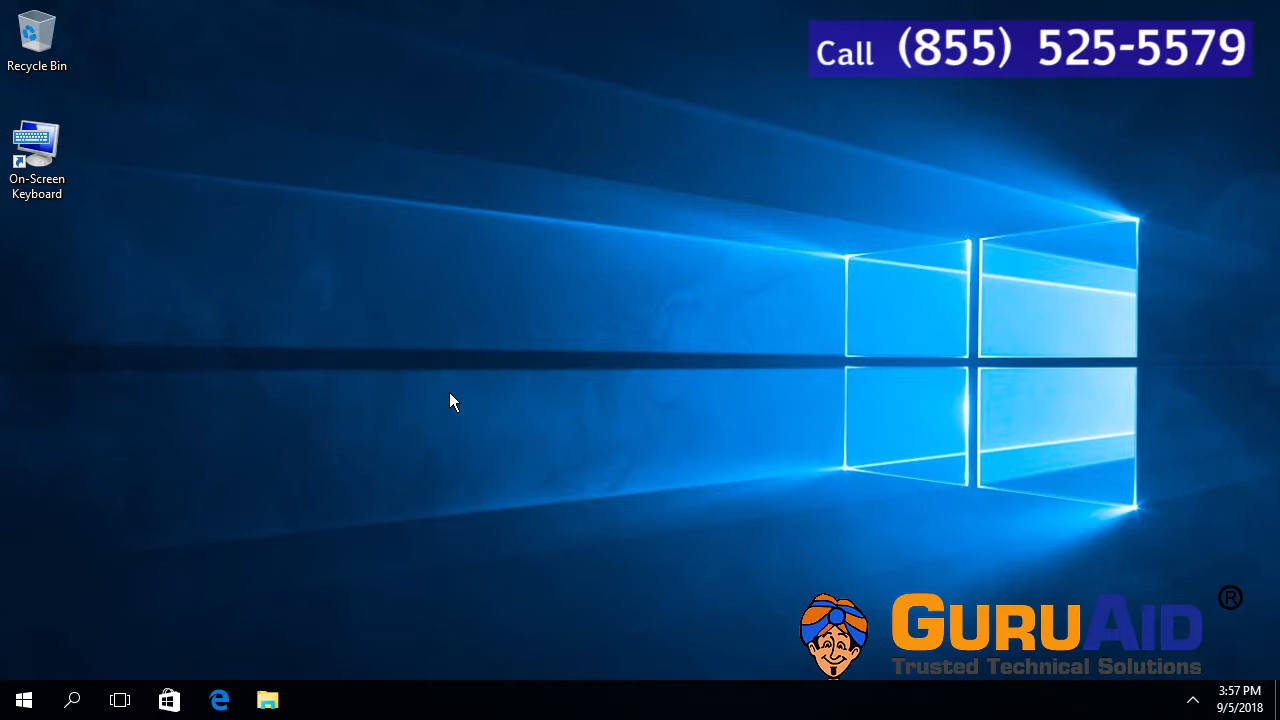 Recycle Bin
Call (855) 525-5579
On-Screen
Keyboard
GURUAID ®
Trusted Technical Solutions
3:57 PM
9/5/2018